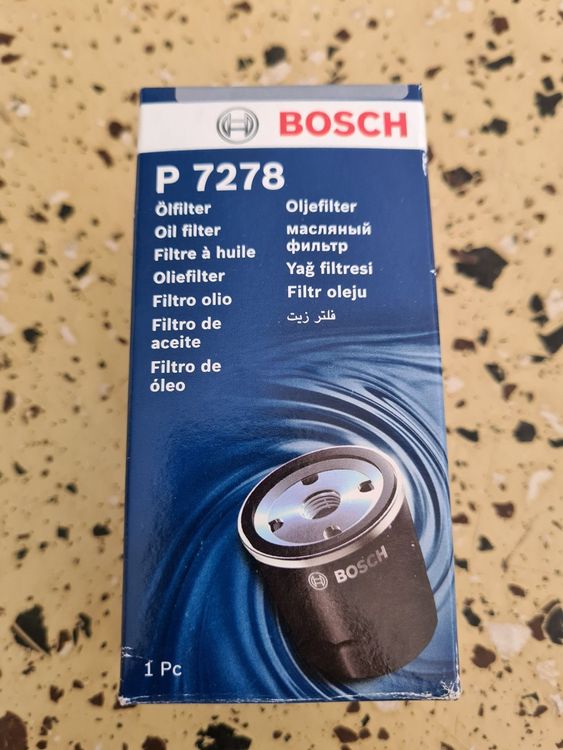 BOSCH
P 7278
Ölfilter
Oil filter
Filtre à huile
Oliefilter
Filtro olio
Filtro de
aceite
Filtro de
óleo
Oljefilter
масляный
фильтр
Yağ filtresi
Filtr oleju
فلتر زيت
BOSCH
1 Pc